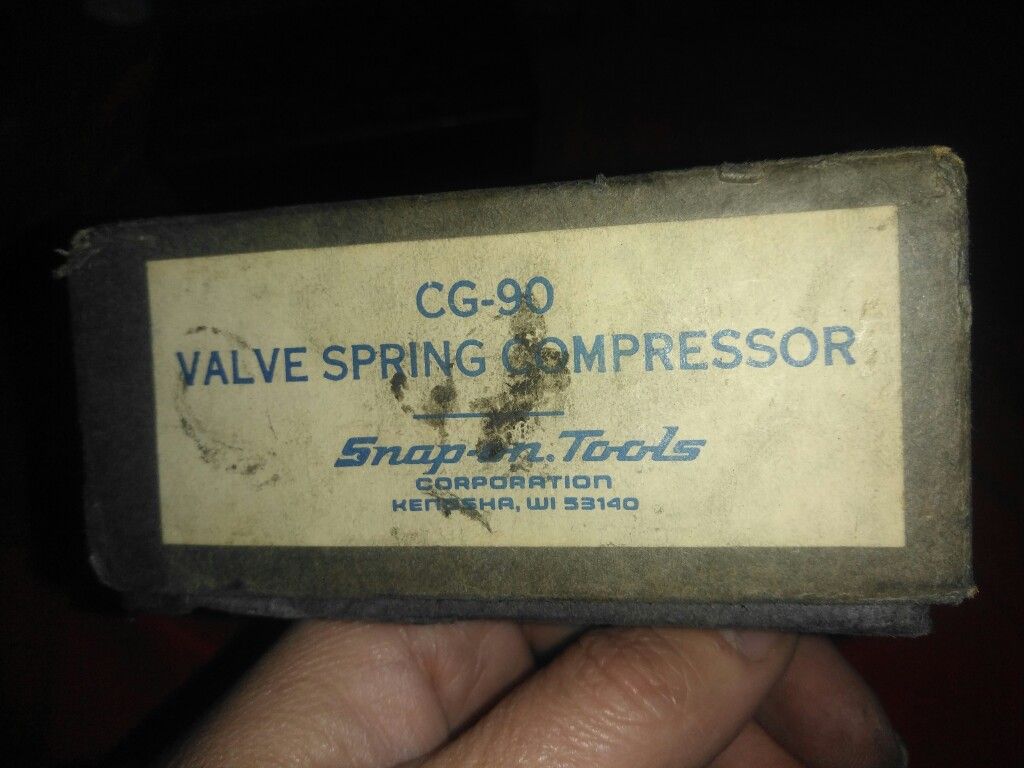 CG-90
VALVE SPRING COMPRESSOR
Snap-on Tools
CORPORATION
KENOSHA, WI 53140